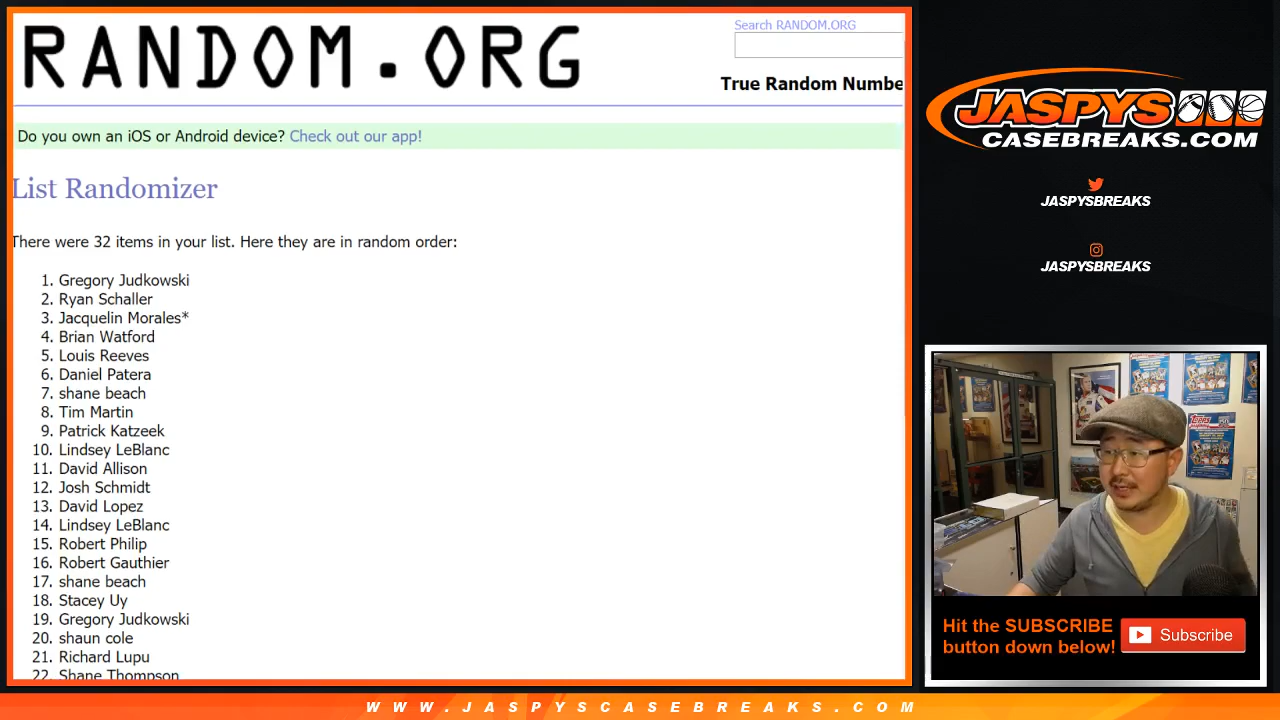 RANDOM.ORG
Search RANDOM.ORG
True Random Numbe
Do you own an iOS or Android device? Check out our app!
List Randomizer
There were 32 items in your list. Here they are in random order:
1. Gregory Judkowski
2. Ryan Schaller
3. Jacquelin Morales*
4. Brian Watford
5. Louis Reeves
6. Daniel Patera
7. shane beach
8. Tim Martin
9. Patrick Katzeek
10. Lindsey LeBlanc
11. David Allison
12. Josh Schmidt
13. David Lopez
14. Lindsey LeBlanc
15. Robert Philip
16. Robert Gauthier
17. shane beach
18. Stacey Uy
19. Gregory Judkowski
20. shaun cole
21. Richard Lupu
22. Shane Thompson
JASPYS
CASEBREAKS.COM
JASPYSBREAKS
JASPYSBREAKS
Hit the SUBSCRIBE
button down below!
Subscribe
WWW.JASPYSCASEBREAKS.COM